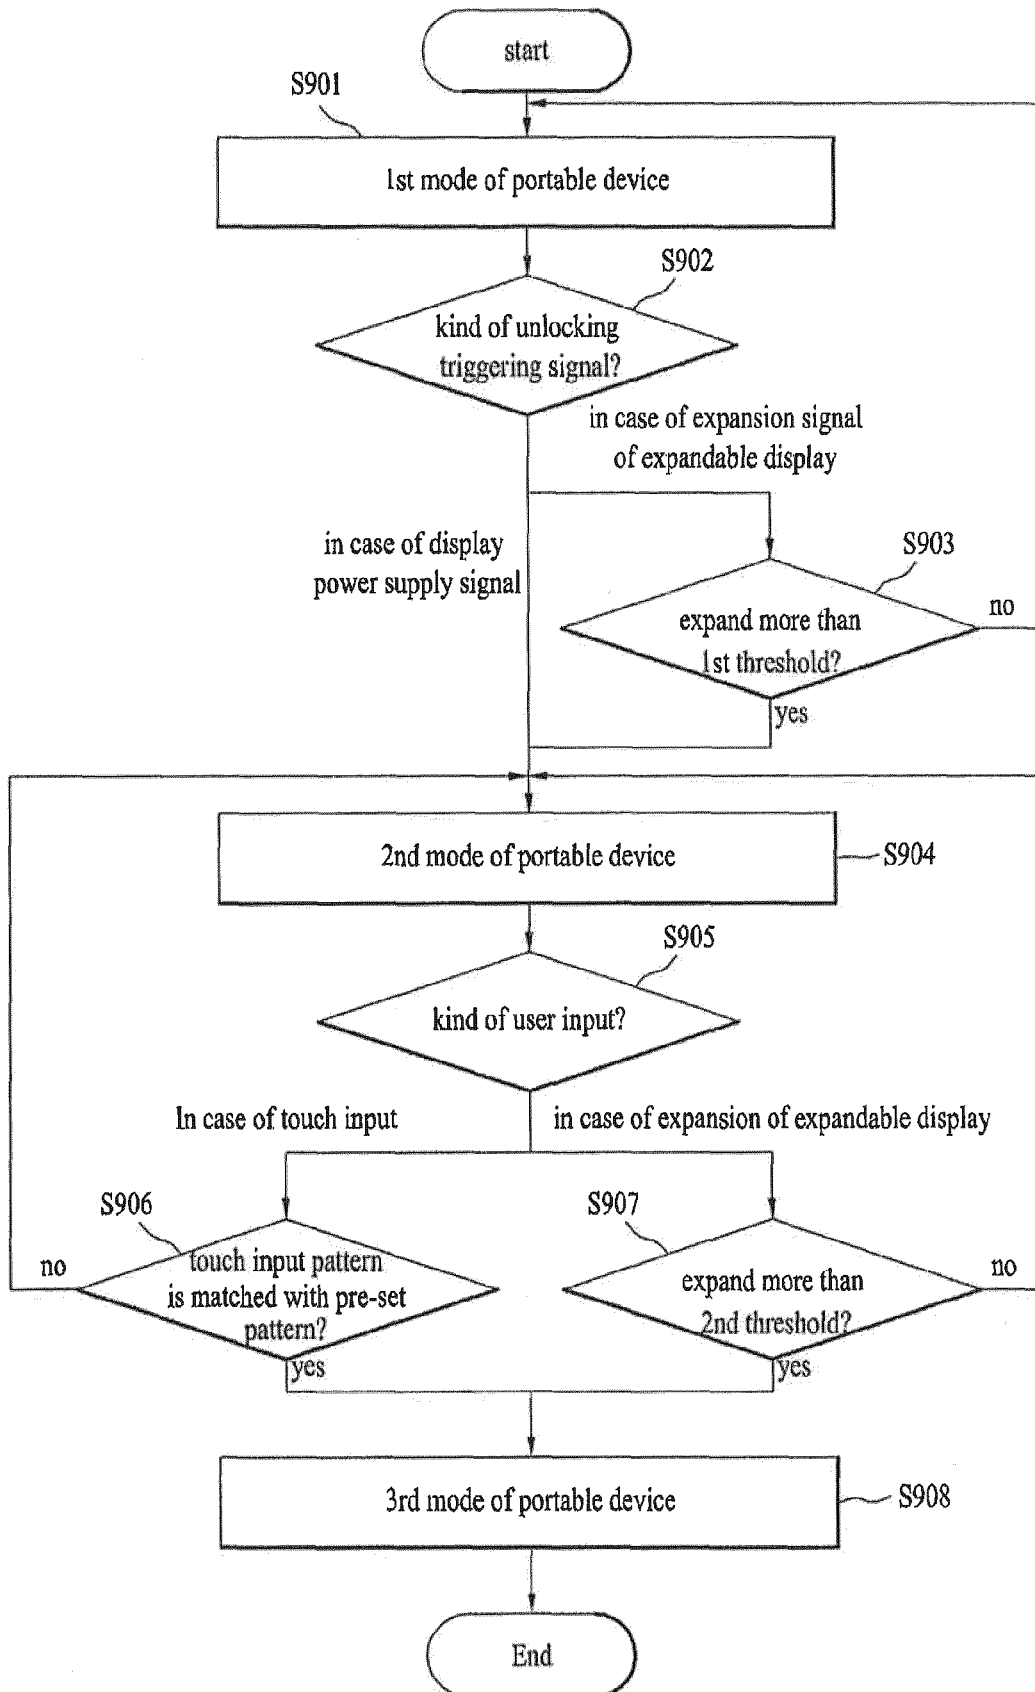 start
S901
1st mode of portable device
S902
kind of unlocking
triggering signal?
in case of expansion signal
of expandable display
in case of display
power supply signal
S903
expand more than
1st threshold?
no
yes
2nd mode of portable device
S904
S905
kind of user input?
In case of touch input
in case of expansion of expandable display
S906
touch input pattern
is matched with pre-set
pattern?
no
yes
S907
expand more than
2nd threshold?
no
yes
3rd mode of portable device
S908
End